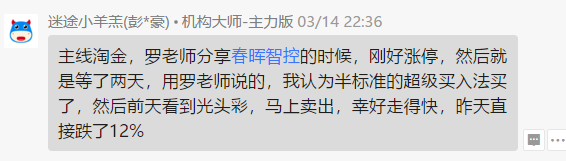 迷途小羊羔(彭*豪) • 机构大师-主力版 03/14 22:36
主线淘金，罗老师分享春晖智控的时候，刚好涨停，然后就
是等了两天，用罗老师说的，我认为半标准的超级买入法买
了，然后前天看到光头彩，马上卖出，幸好走得快，昨天直
接跌了12%